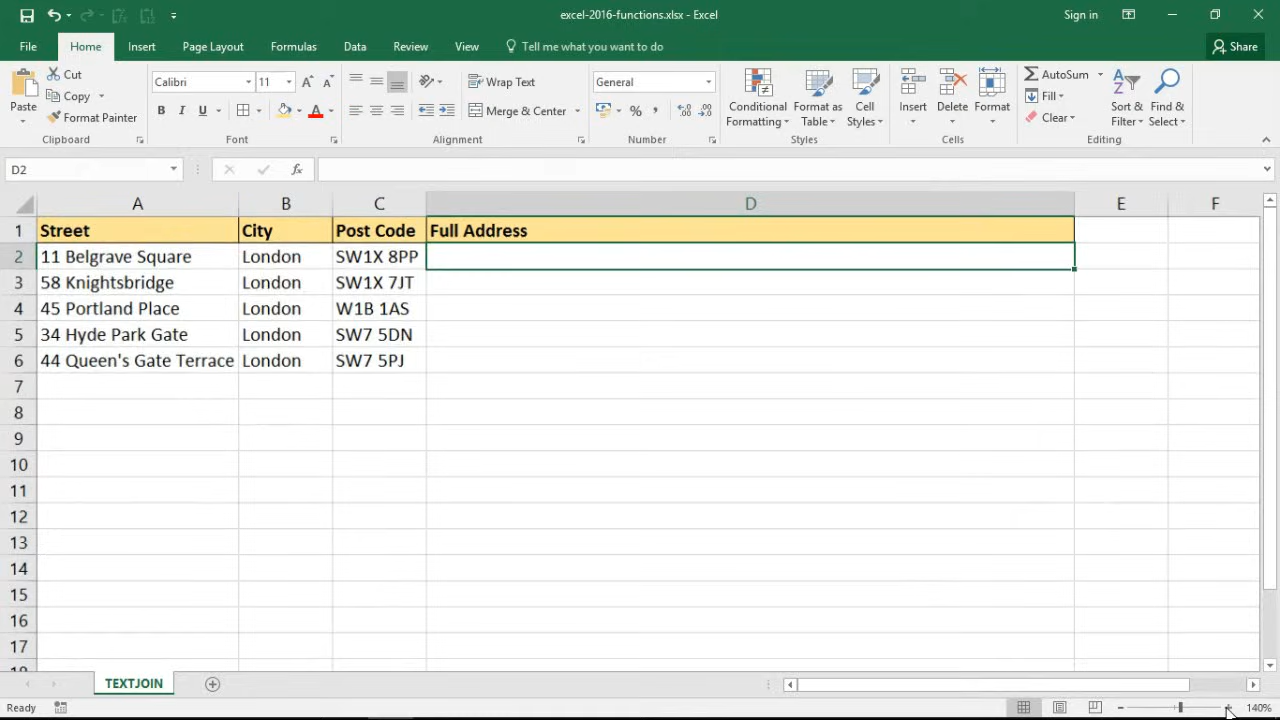 excel-2016-functions.xlsx - Excel
Sign in
File Home Insert Page Layout Formulas Data Review View Tell me what you want to do Share
Paste
Cut
Copy
Format Painter
Clipboard
Calibri 11
B I U
A
Font
Wrap Text
Merge & Center
Alignment
General
% ,
Number
Conditional
Formatting
Format as
Table
Cell
Styles
Styles
Insert
Delete
Format
Cells
AutoSum
Fill
Clear
Sort &
Filter
Find &
Select
Editing
D2 fx
A B C D E F
1 Street City Post Code Full Address
2 11 Belgrave Square London SW1X 8PP
3 58 Knightsbridge London SW1X 7JT
4 45 Portland Place London W1B 1AS
5 34 Hyde Park Gate London SW7 5DN
6 44 Queen's Gate Terrace London SW7 5PJ
7
8
9
10
11
12
13
14
15
16
17
18
TEXTJOIN
Ready
140%